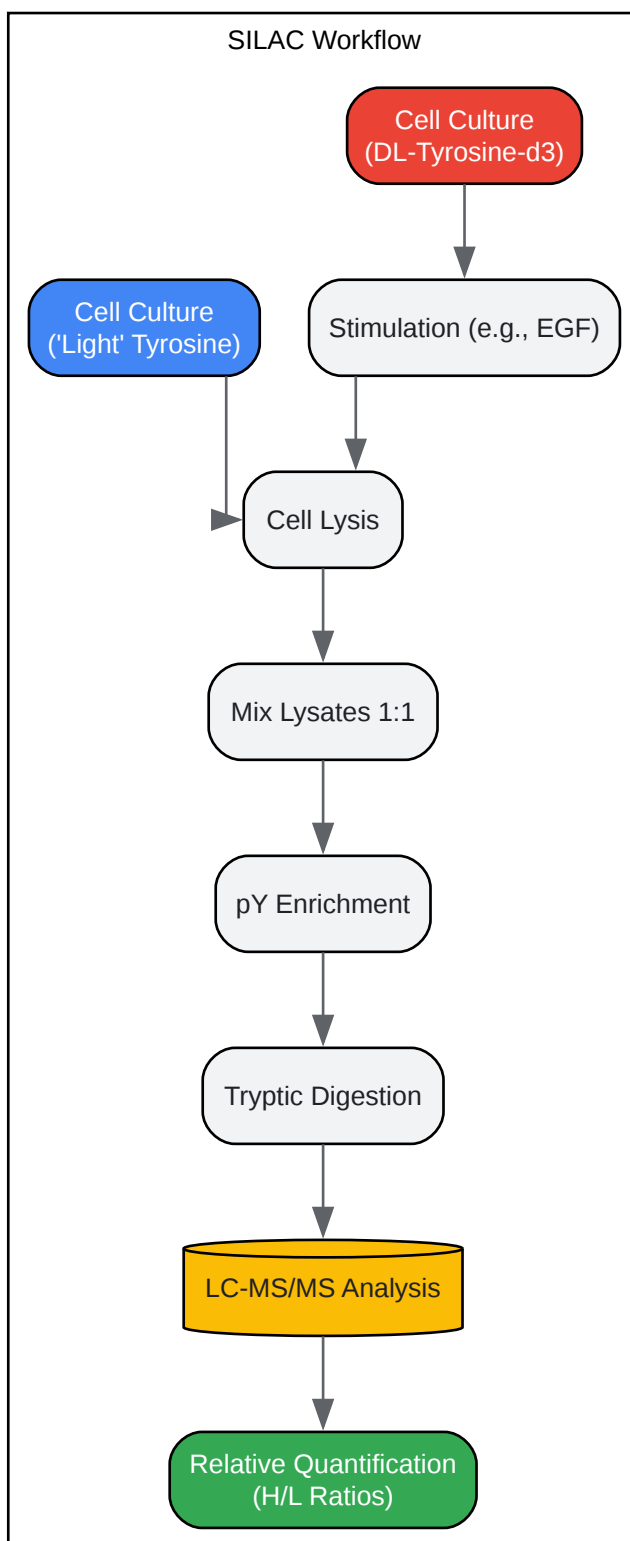 SILAC Workflow
Cell Culture
(DL-Tyrosine-d3)
Cell Culture
('Light' Tyrosine)
Stimulation (e.g., EGF)
Cell Lysis
Mix Lysates 1:1
pY Enrichment
Tryptic Digestion
LC-MS/MS Analysis
Relative Quantification
(H/L Ratios)